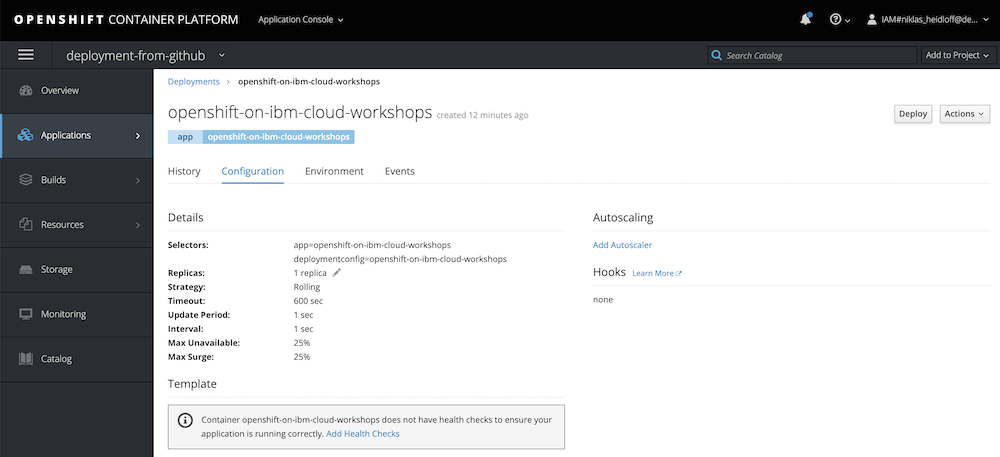 OPENSHIFT CONTAINER PLATFORM Application Console IAM#niklas_heidloff@de...
deployment-from-github Search Catalog Add to Project
Overview
Applications
Builds
Resources
Storage
Monitoring
Catalog
Deployments > openshift-on-ibm-cloud-workshops
openshift-on-ibm-cloud-workshops created 12 minutes ago
Deploy Actions
app openshift-on-ibm-cloud-workshops
History Configuration Environment Events
Details
Selectors: app=openshift-on-ibm-cloud-workshops
deploymentconfig=openshift-on-ibm-cloud-workshops
Replicas: 1 replica
Strategy: Rolling
Timeout: 600 sec
Update Period: 1 sec
Interval: 1 sec
Max Unavailable: 25%
Max Surge: 25%
Template
Container openshift-on-ibm-cloud-workshops does not have health checks to ensure your
application is running correctly. Add Health Checks
Autoscaling
Add Autoscaler
Hooks Learn More
none